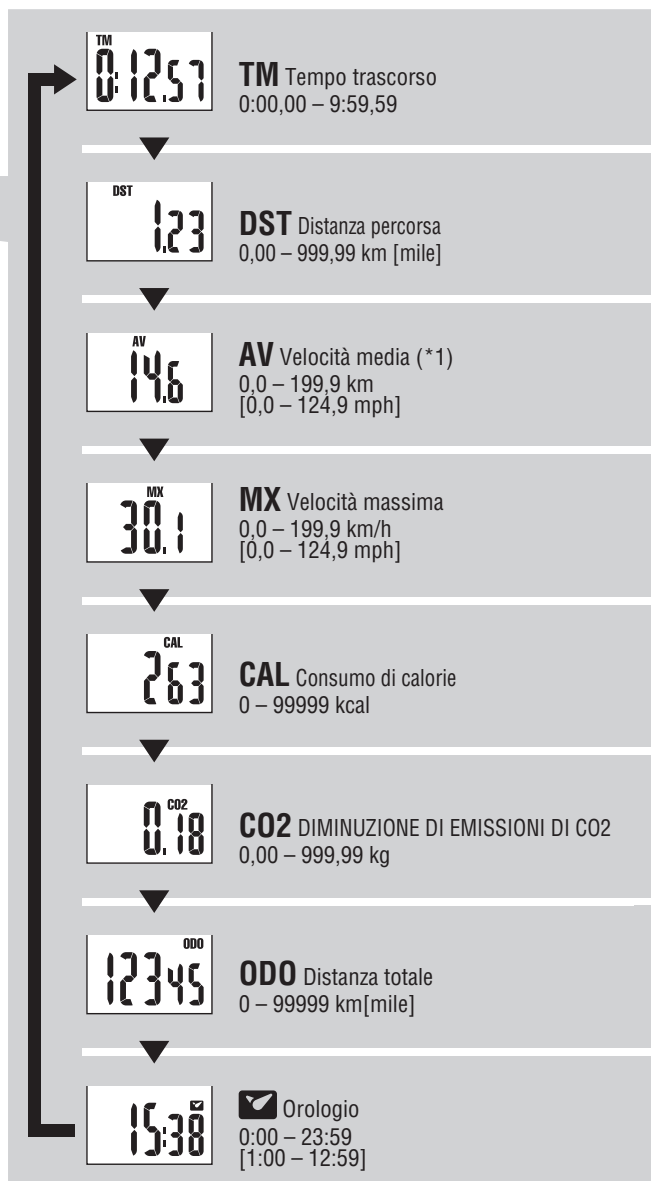 TM
0:12.57
TM Tempo trascorso
0:00,00 – 9:59,59
DST
1.23
DST Distanza percorsa
0,00 – 999,99 km [mile]
AV
14.6
AV Velocità media (*1)
0,0 – 199,9 km
[0,0 – 124,9 mph]
MX
30.1
MX Velocità massima
0,0 – 199,9 km/h
[0,0 – 124,9 mph]
CAL
263
CAL Consumo di calorie
0 – 99999 kcal
CO2
0.18
CO2 DIMINUZIONE DI EMISSIONI DI CO2
0,00 – 999,99 kg
ODO
12345
ODO Distanza totale
0 – 99999 km[mile]
15:38
Orologio
0:00 – 23:59
[1:00 – 12:59]